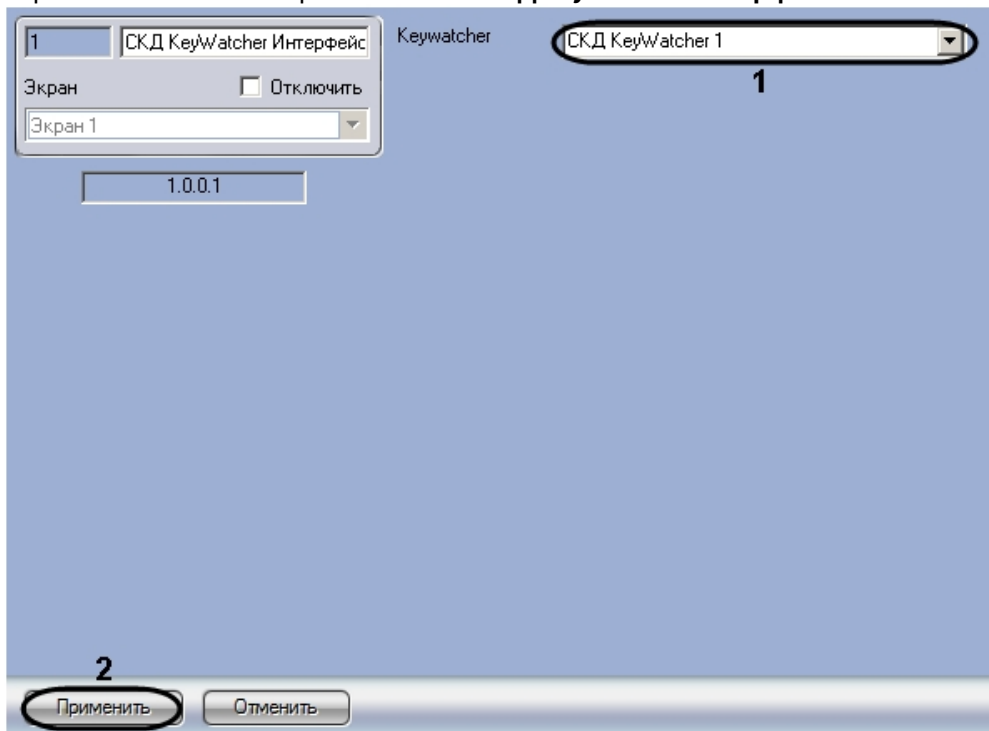 1 СКД KeyWatcher Интерфейс
Keywatcher СКД KeyWatcher 1
1
Экран Отключить
Экран 1
1.0.0.1
2
Применить Отменить